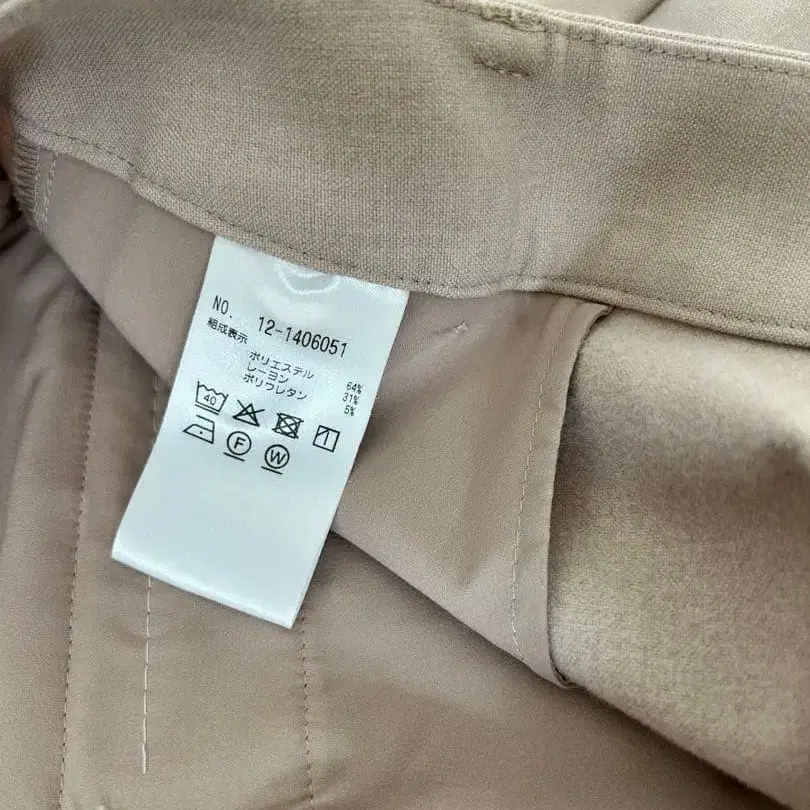 NO. 12-1406051
組成表示
ポリエステル 64%
レーヨン 31%
ポリウレタン 5%
40
F W